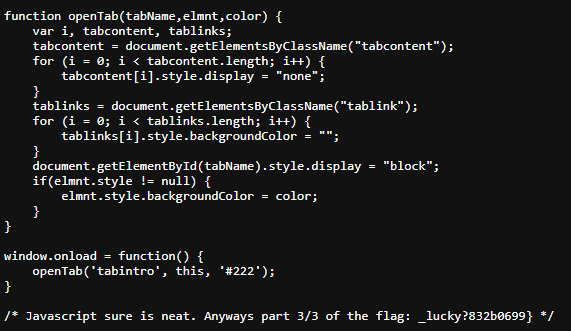 function openTab(tabName,elmnt,color) {
    var i, tabcontent, tablinks;
    tabcontent = document.getElementsByClassName("tabcontent");
    for (i = 0; i < tabcontent.length; i++) {
        tabcontent[i].style.display = "none";
    }
    tablinks = document.getElementsByClassName("tablink");
    for (i = 0; i < tablinks.length; i++) {
        tablinks[i].style.backgroundColor = "";
    }
    document.getElementById(tabName).style.display = "block";
    if(elmnt.style != null) {
        elmnt.style.backgroundColor = color;
    }
}

window.onload = function() {
    openTab('tabintro', this, '#222');
}

/* Javascript sure is neat. Anyways part 3/3 of the flag: _lucky?832b0699} */